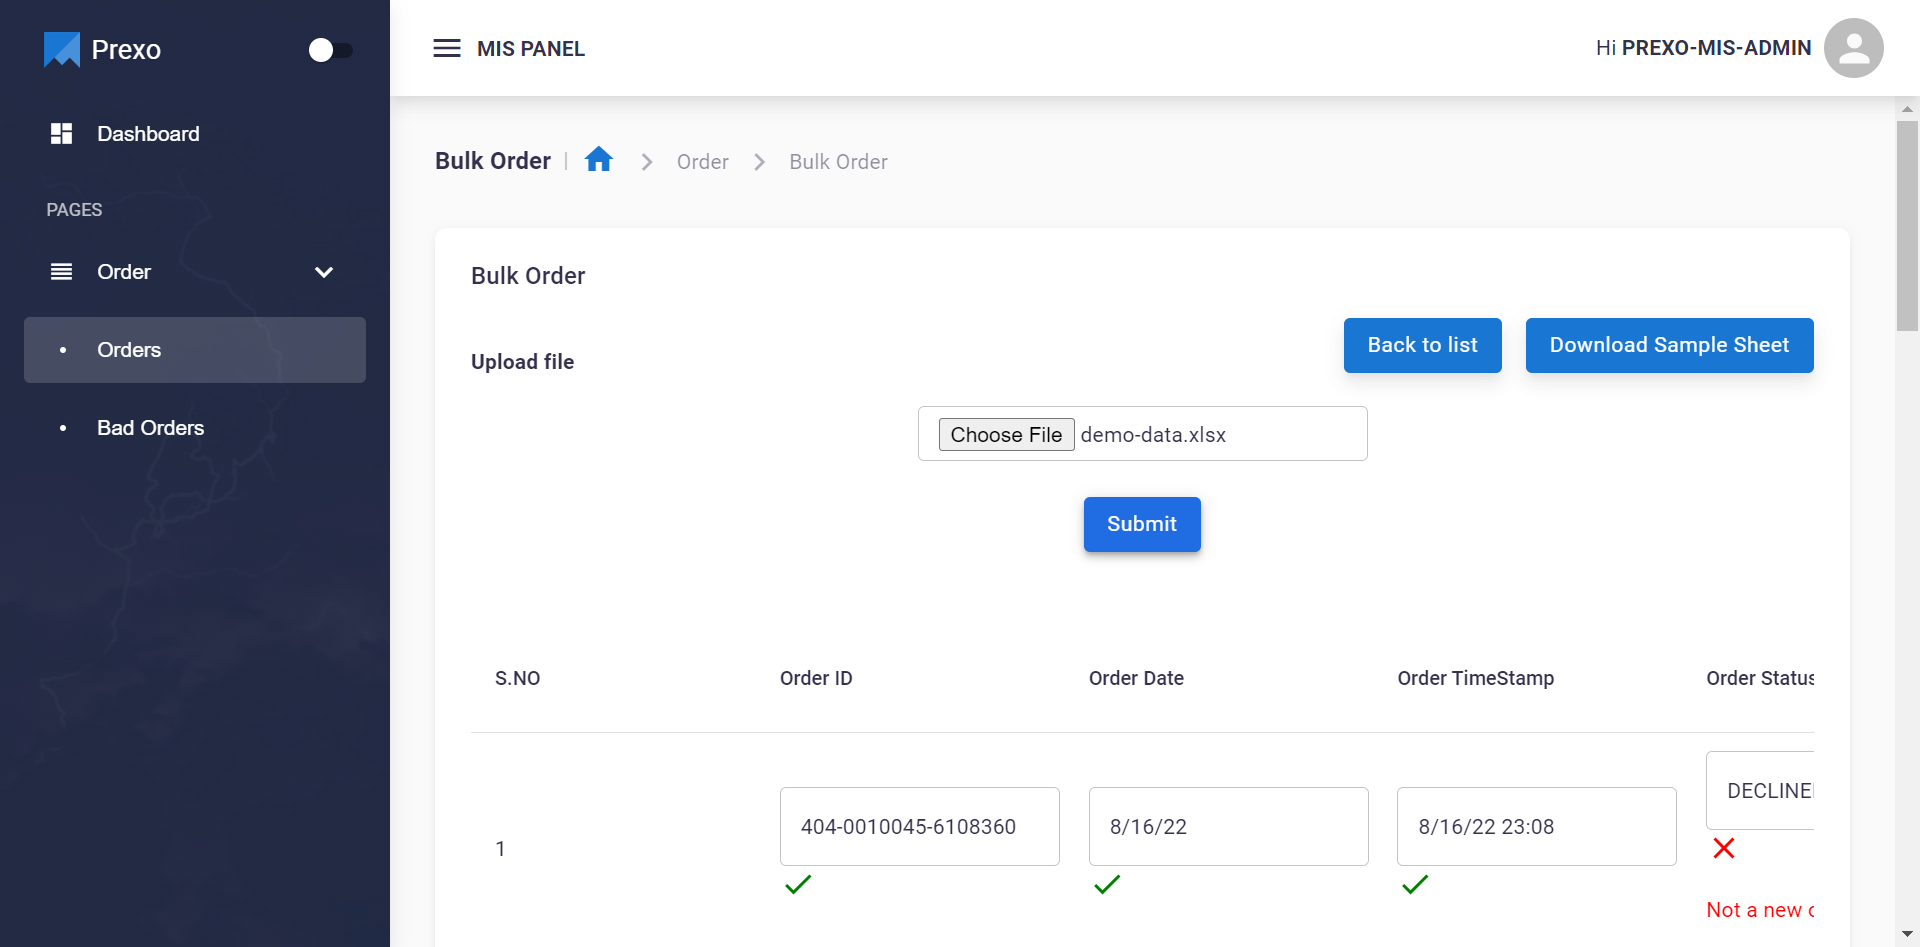 Prexo
MIS PANEL
Hi PREXO-MIS-ADMIN
Dashboard
PAGES
Order
Orders
Bad Orders
Bulk Order
Order
Bulk Order
Bulk Order
Upload file
Back to list
Download Sample Sheet
Choose File demo-data.xlsx
Submit
S.NO
Order ID
Order Date
Order TimeStamp
Order Status
1
404-0010045-6108360
8/16/22
8/16/22 23:08
DECLINE
Not a new